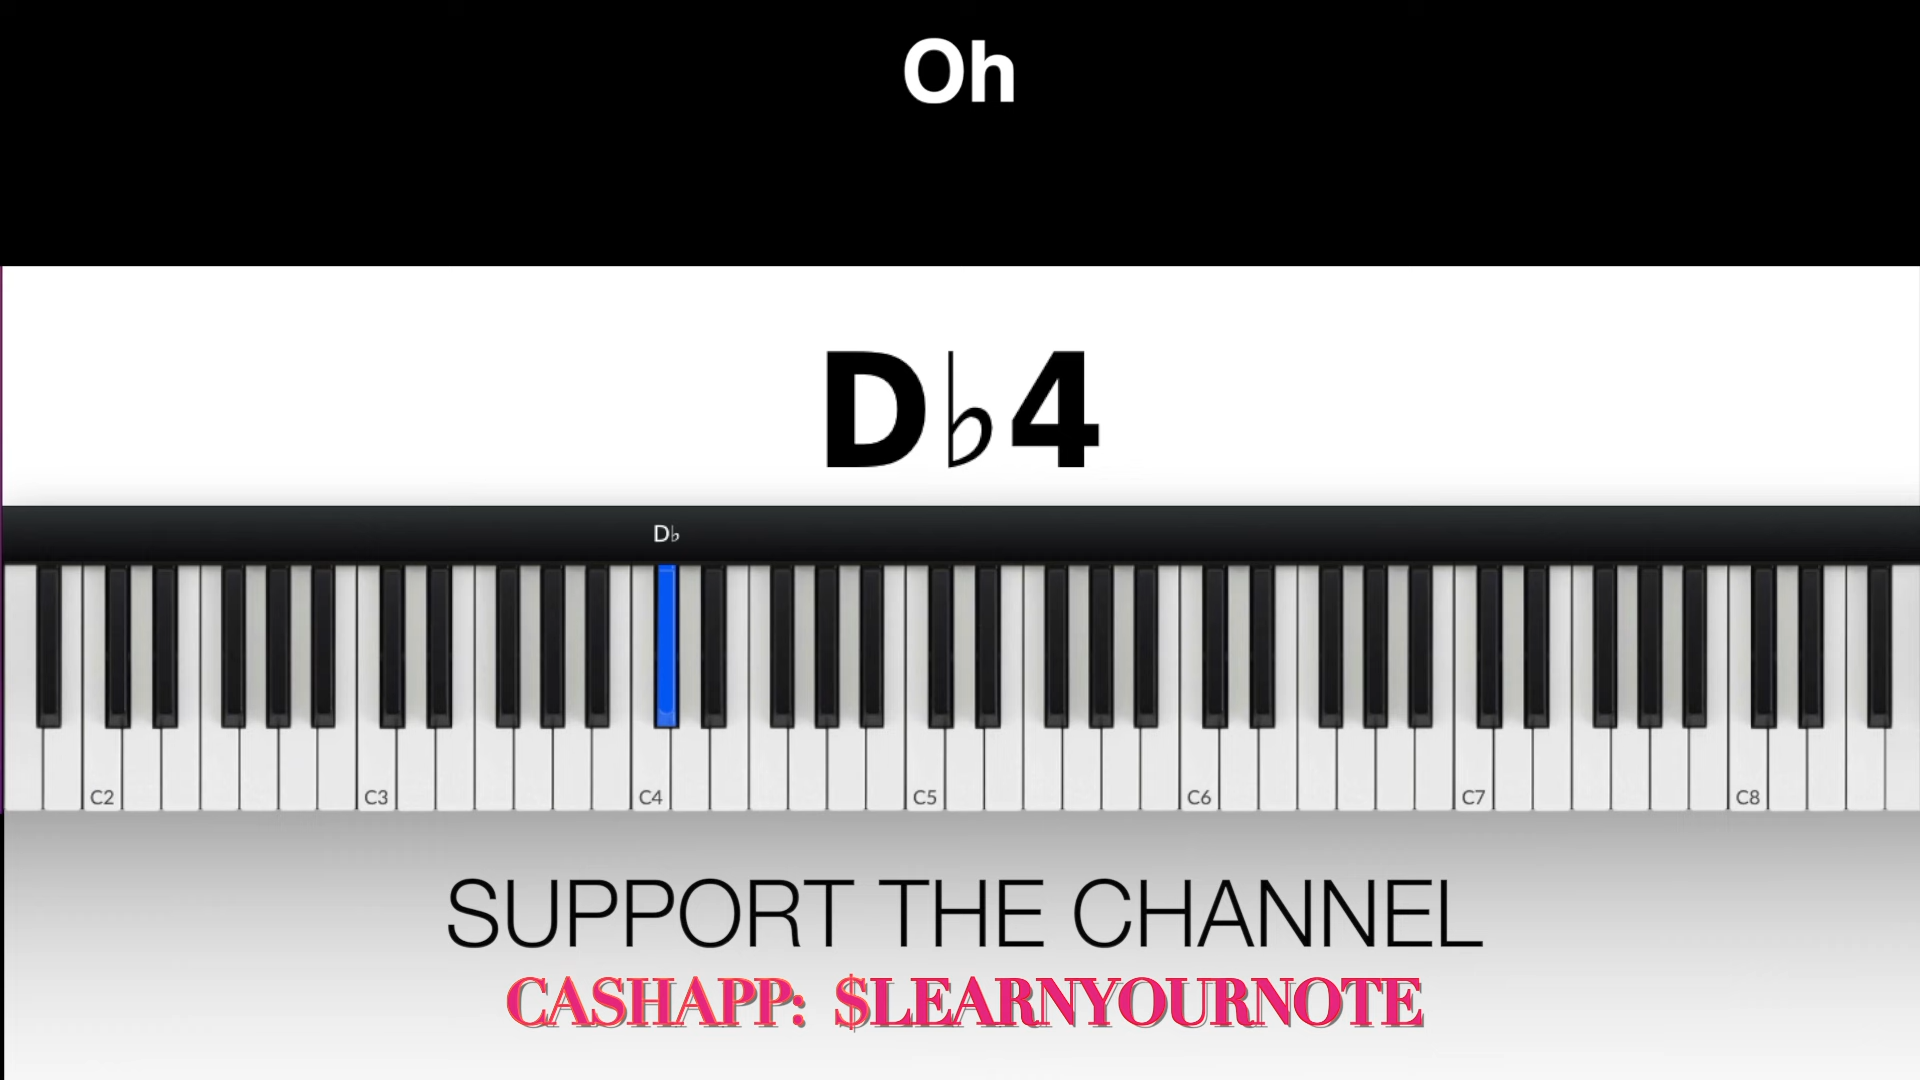 Oh
D♭4
D♭
C2 C3 C4 C5 C6 C7 C8
SUPPORT THE CHANNEL
CASHAPP: $LEARNYOURNOTE